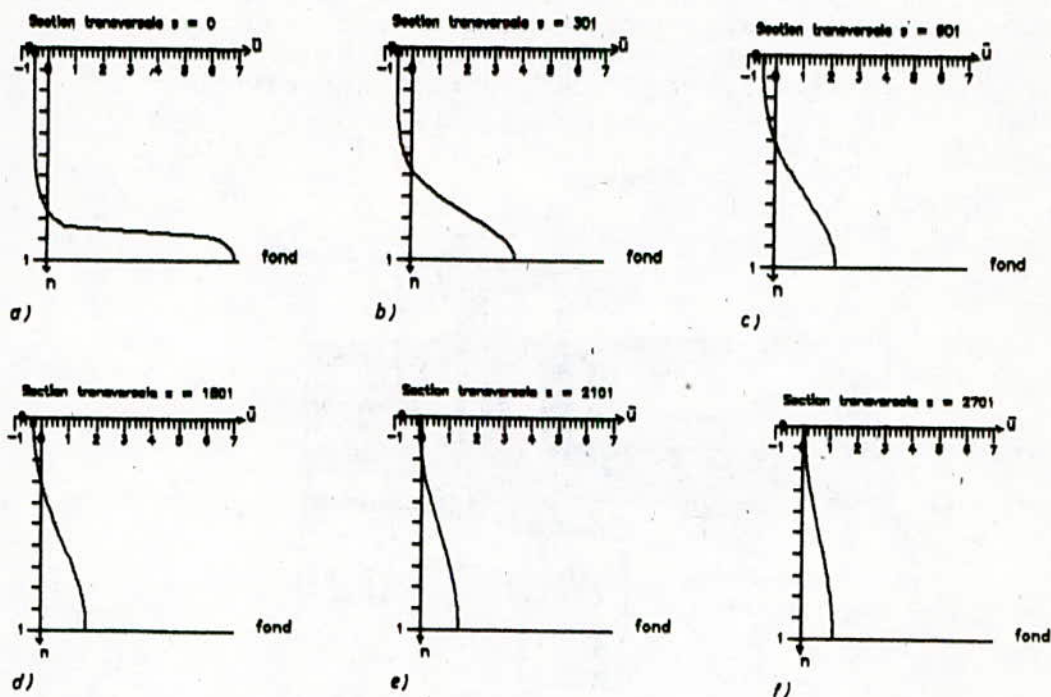 Section transversale s = 0
ū
-1 0 1 2 3 4 5 6 7
1
fond
n
a)
Section transversale s = 301
ū
-1 0 1 2 3 4 5 6 7
1
fond
n
b)
Section transversale s = 901
ū
-1 0 1 2 3 4 5 6 7
1
fond
n
c)
Section transversale s = 1501
ū
-1 0 1 2 3 4 5 6 7
1
fond
n
d)
Section transversale s = 2101
ū
-1 0 1 2 3 4 5 6 7
1
fond
n
e)
Section transversale s = 2701
ū
-1 0 1 2 3 4 5 6 7
1
fond
n
f)